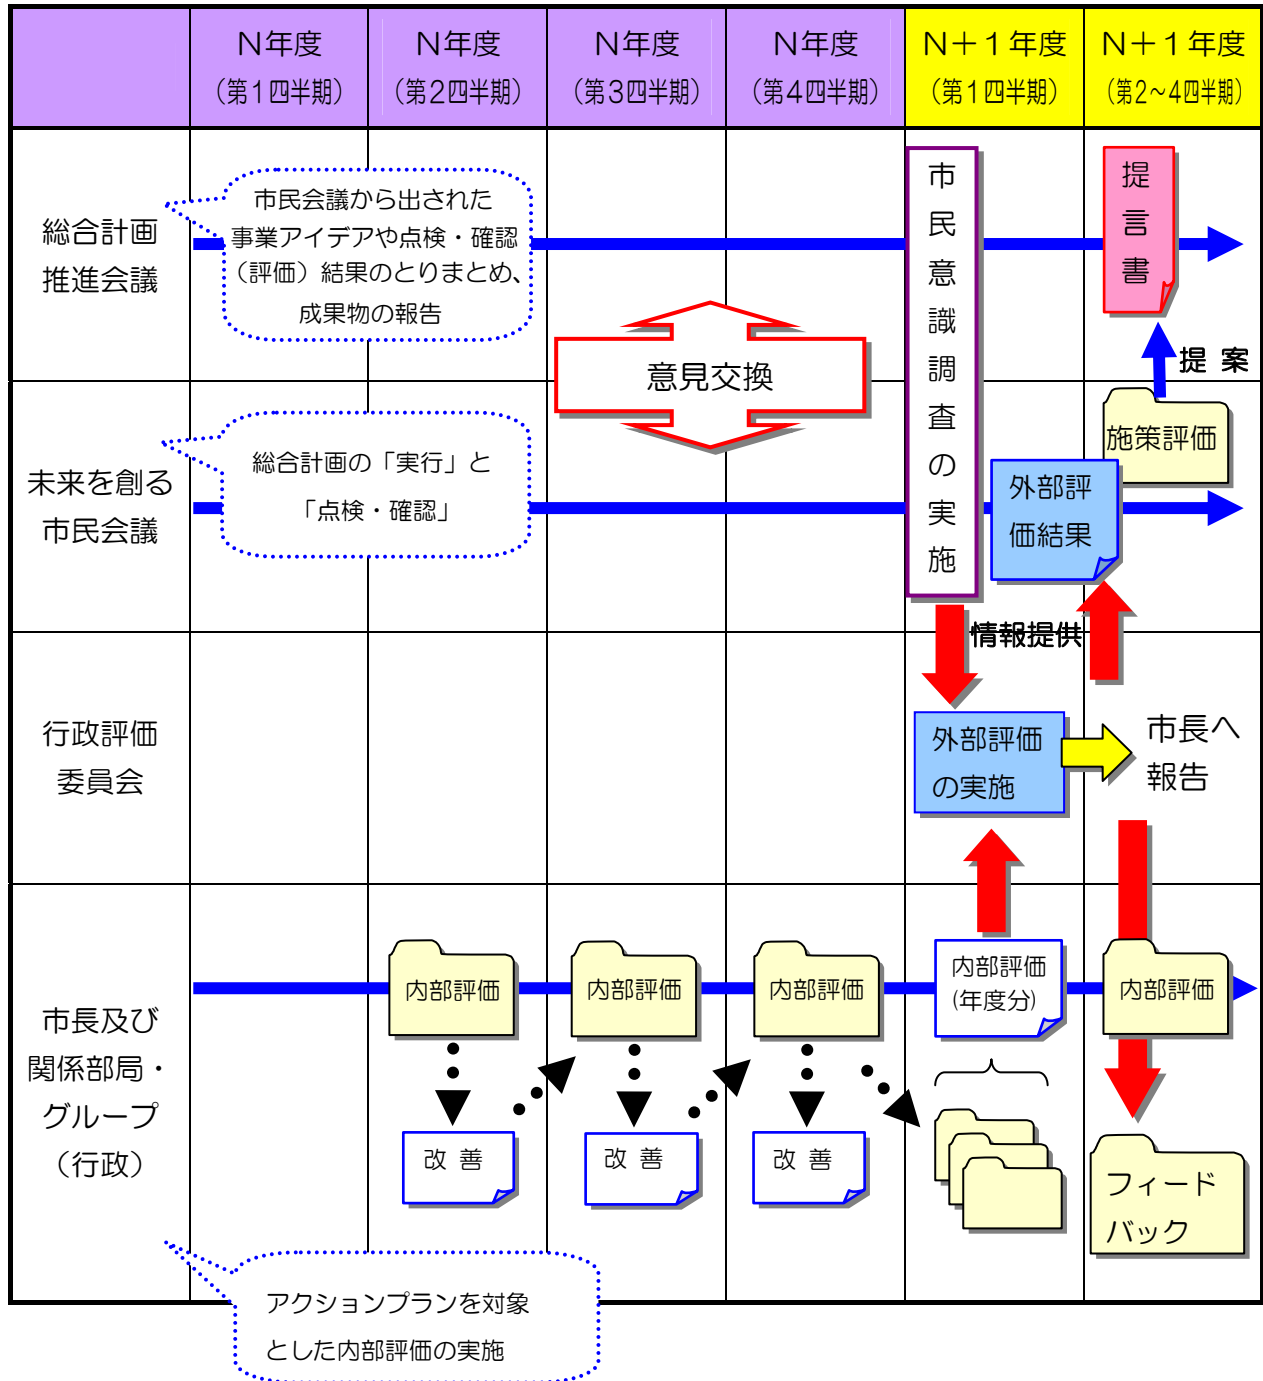 N年度
(第1四半期)
N年度
(第2四半期)
N年度
(第3四半期)
N年度
(第4四半期)
N+1年度
(第1四半期)
N+1年度
(第2~4四半期)
総合計画
推進会議
市民会議から出された
事業アイデアや点検・確認
(評価)結果のとりまとめ、
成果物の報告
意見交換
市民意識調査の実施
提言書
提 案
未来を創る
市民会議
総合計画の「実行」と
「点検・確認」
施策評価
外部評
価結果
情報提供
行政評価
委員会
外部評価
の実施
市長へ
報告
市長及び
関係部局・
グループ
(行政)
内部評価
内部評価
内部評価
内部評価
(年度分)
内部評価
改 善
改 善
改 善
フィード
バック
アクションプランを対象
とした内部評価の実施